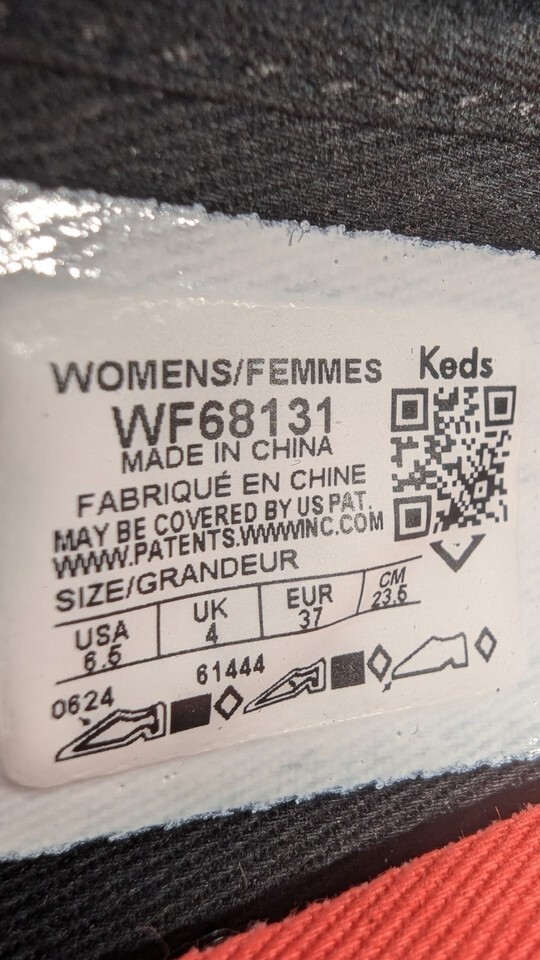 WOMENS/FEMMES
Keds
WF68131
MADE IN CHINA
FABRIQUÉ EN CHINE
MAY BE COVERED BY US PAT.
WWW.PATENTS.WWWINC.COM
SIZE/GRANDEUR
USA UK EUR CM
6.5 4 37 23.5
61444
0624